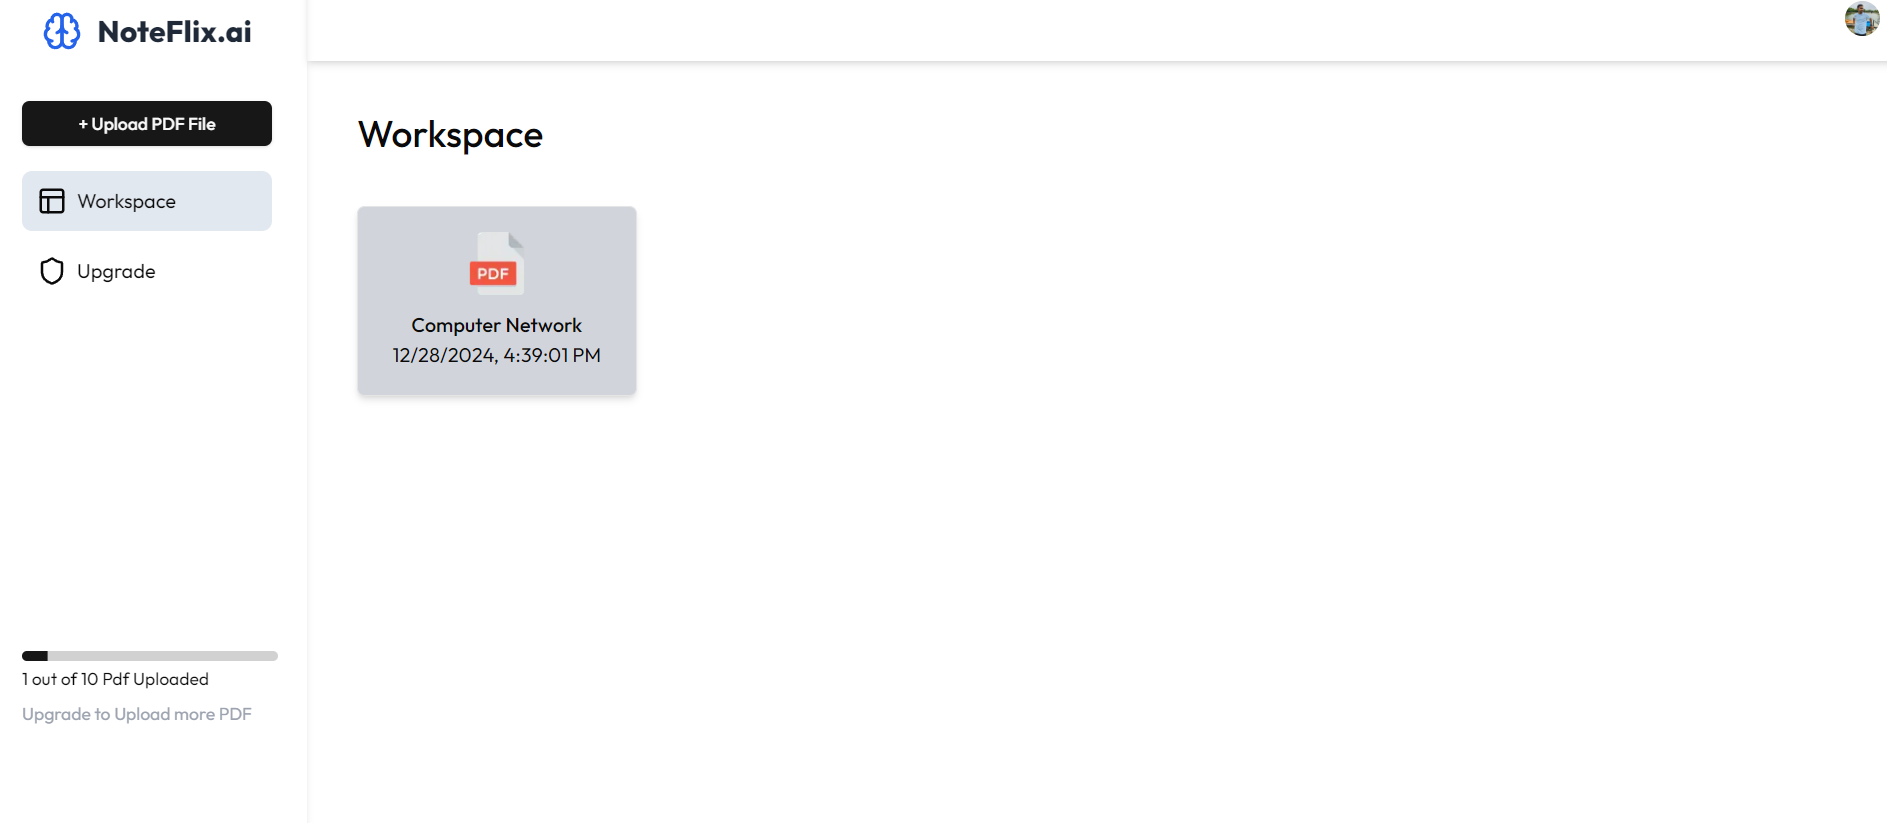 NoteFlix.ai
+ Upload PDF File
Workspace
Upgrade
1 out of 10 Pdf Uploaded
Upgrade to Upload more PDF
Workspace
PDF
Computer Network
12/28/2024, 4:39:01 PM